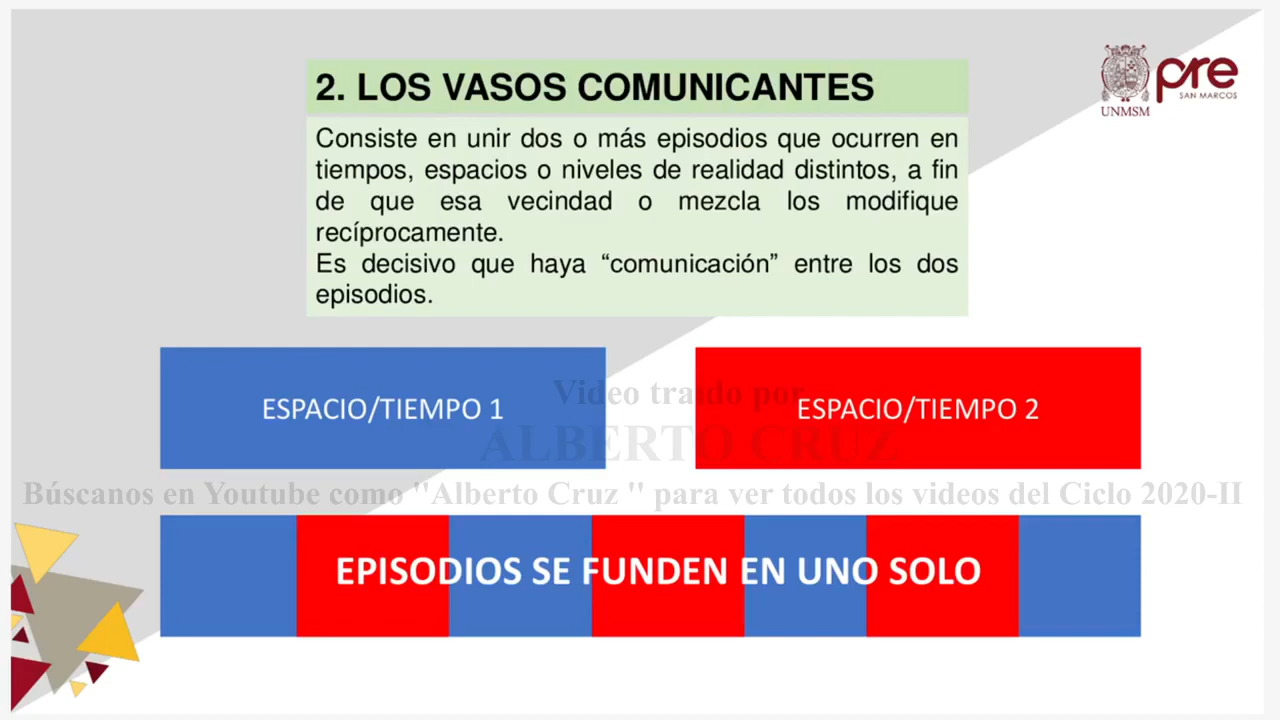 2. LOS VASOS COMUNICANTES
Consiste en unir dos o más episodios que ocurren en
tiempos, espacios o niveles de realidad distintos, a fin
de que esa vecindad o mezcla los modifique
recíprocamente.
Es decisivo que haya “comunicación” entre los dos
episodios.
UNMSM
pre
SAN MARCOS
ESPACIO/TIEMPO 1
ESPACIO/TIEMPO 2
Video traido por
ALBERTO CRUZ
Búscanos en Youtube como "Alberto Cruz " para ver todos los videos del Ciclo 2020-II
EPISODIOS SE FUNDEN EN UNO SOLO